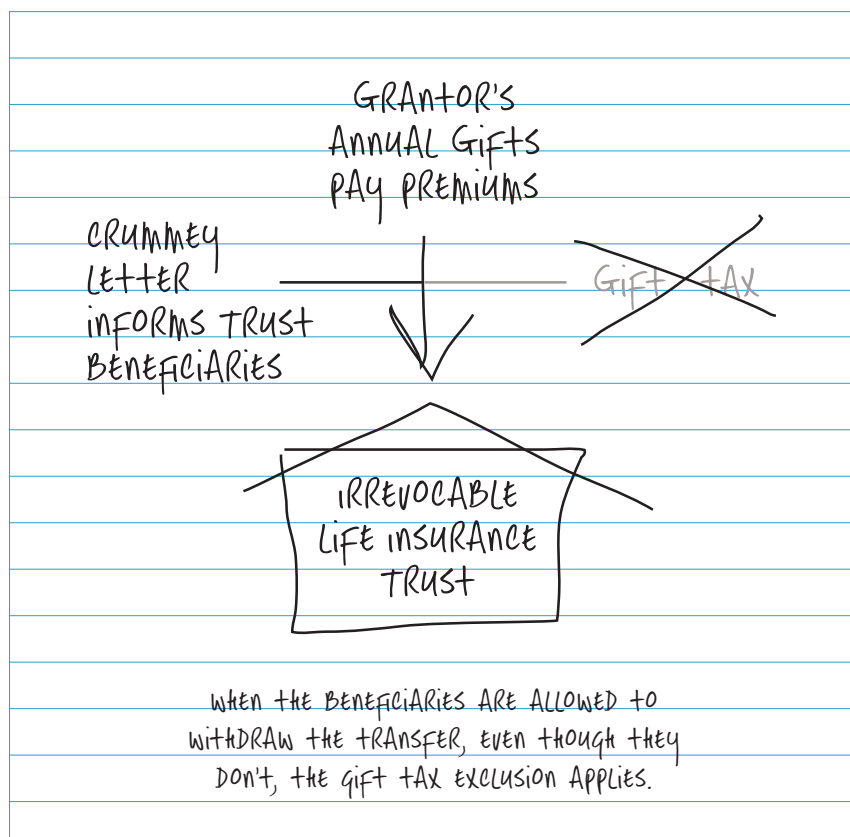 GRANTOR'S
ANNUAL GIFTS
PAY PREMIUMS
CRUMMEY
LETTER
INFORMS TRUST
BENEFICIARIES
GIFT TAX
IRREVOCABLE
LIFE INSURANCE
TRUST
WHEN THE BENEFICIARIES ARE ALLOWED TO
WITHDRAW THE TRANSFER, EVEN THOUGH THEY
DON'T, THE GIFT TAX EXCLUSION APPLIES.